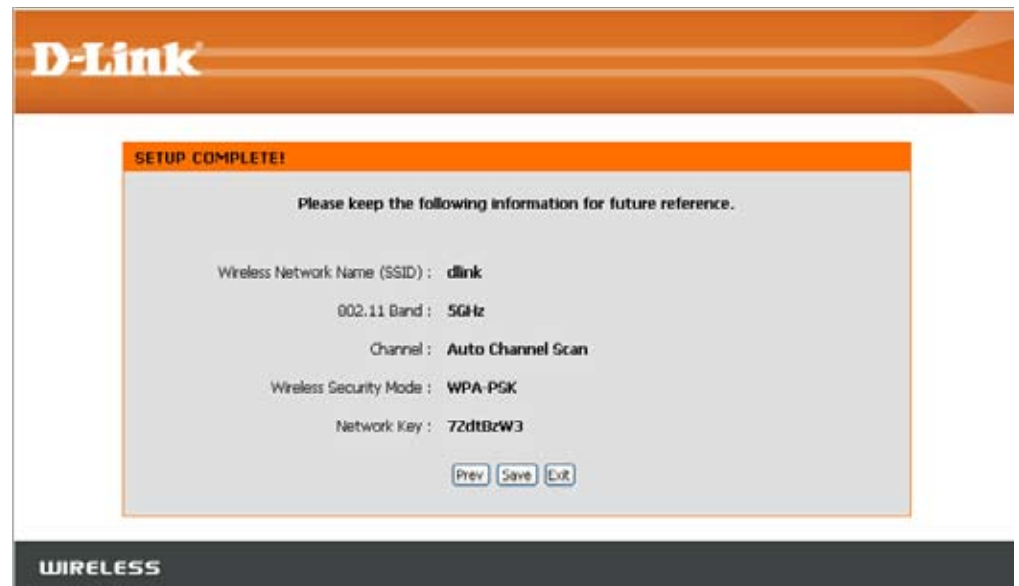 D-Link
SETUP COMPLETE!
Please keep the following information for future reference.
Wireless Network Name (SSID) : dlink
802.11 Band : 5GHz
Channel : Auto Channel Scan
Wireless Security Mode : WPA-PSK
Network Key : 72dtBzW3
Prev Save Exit
WIRELESS